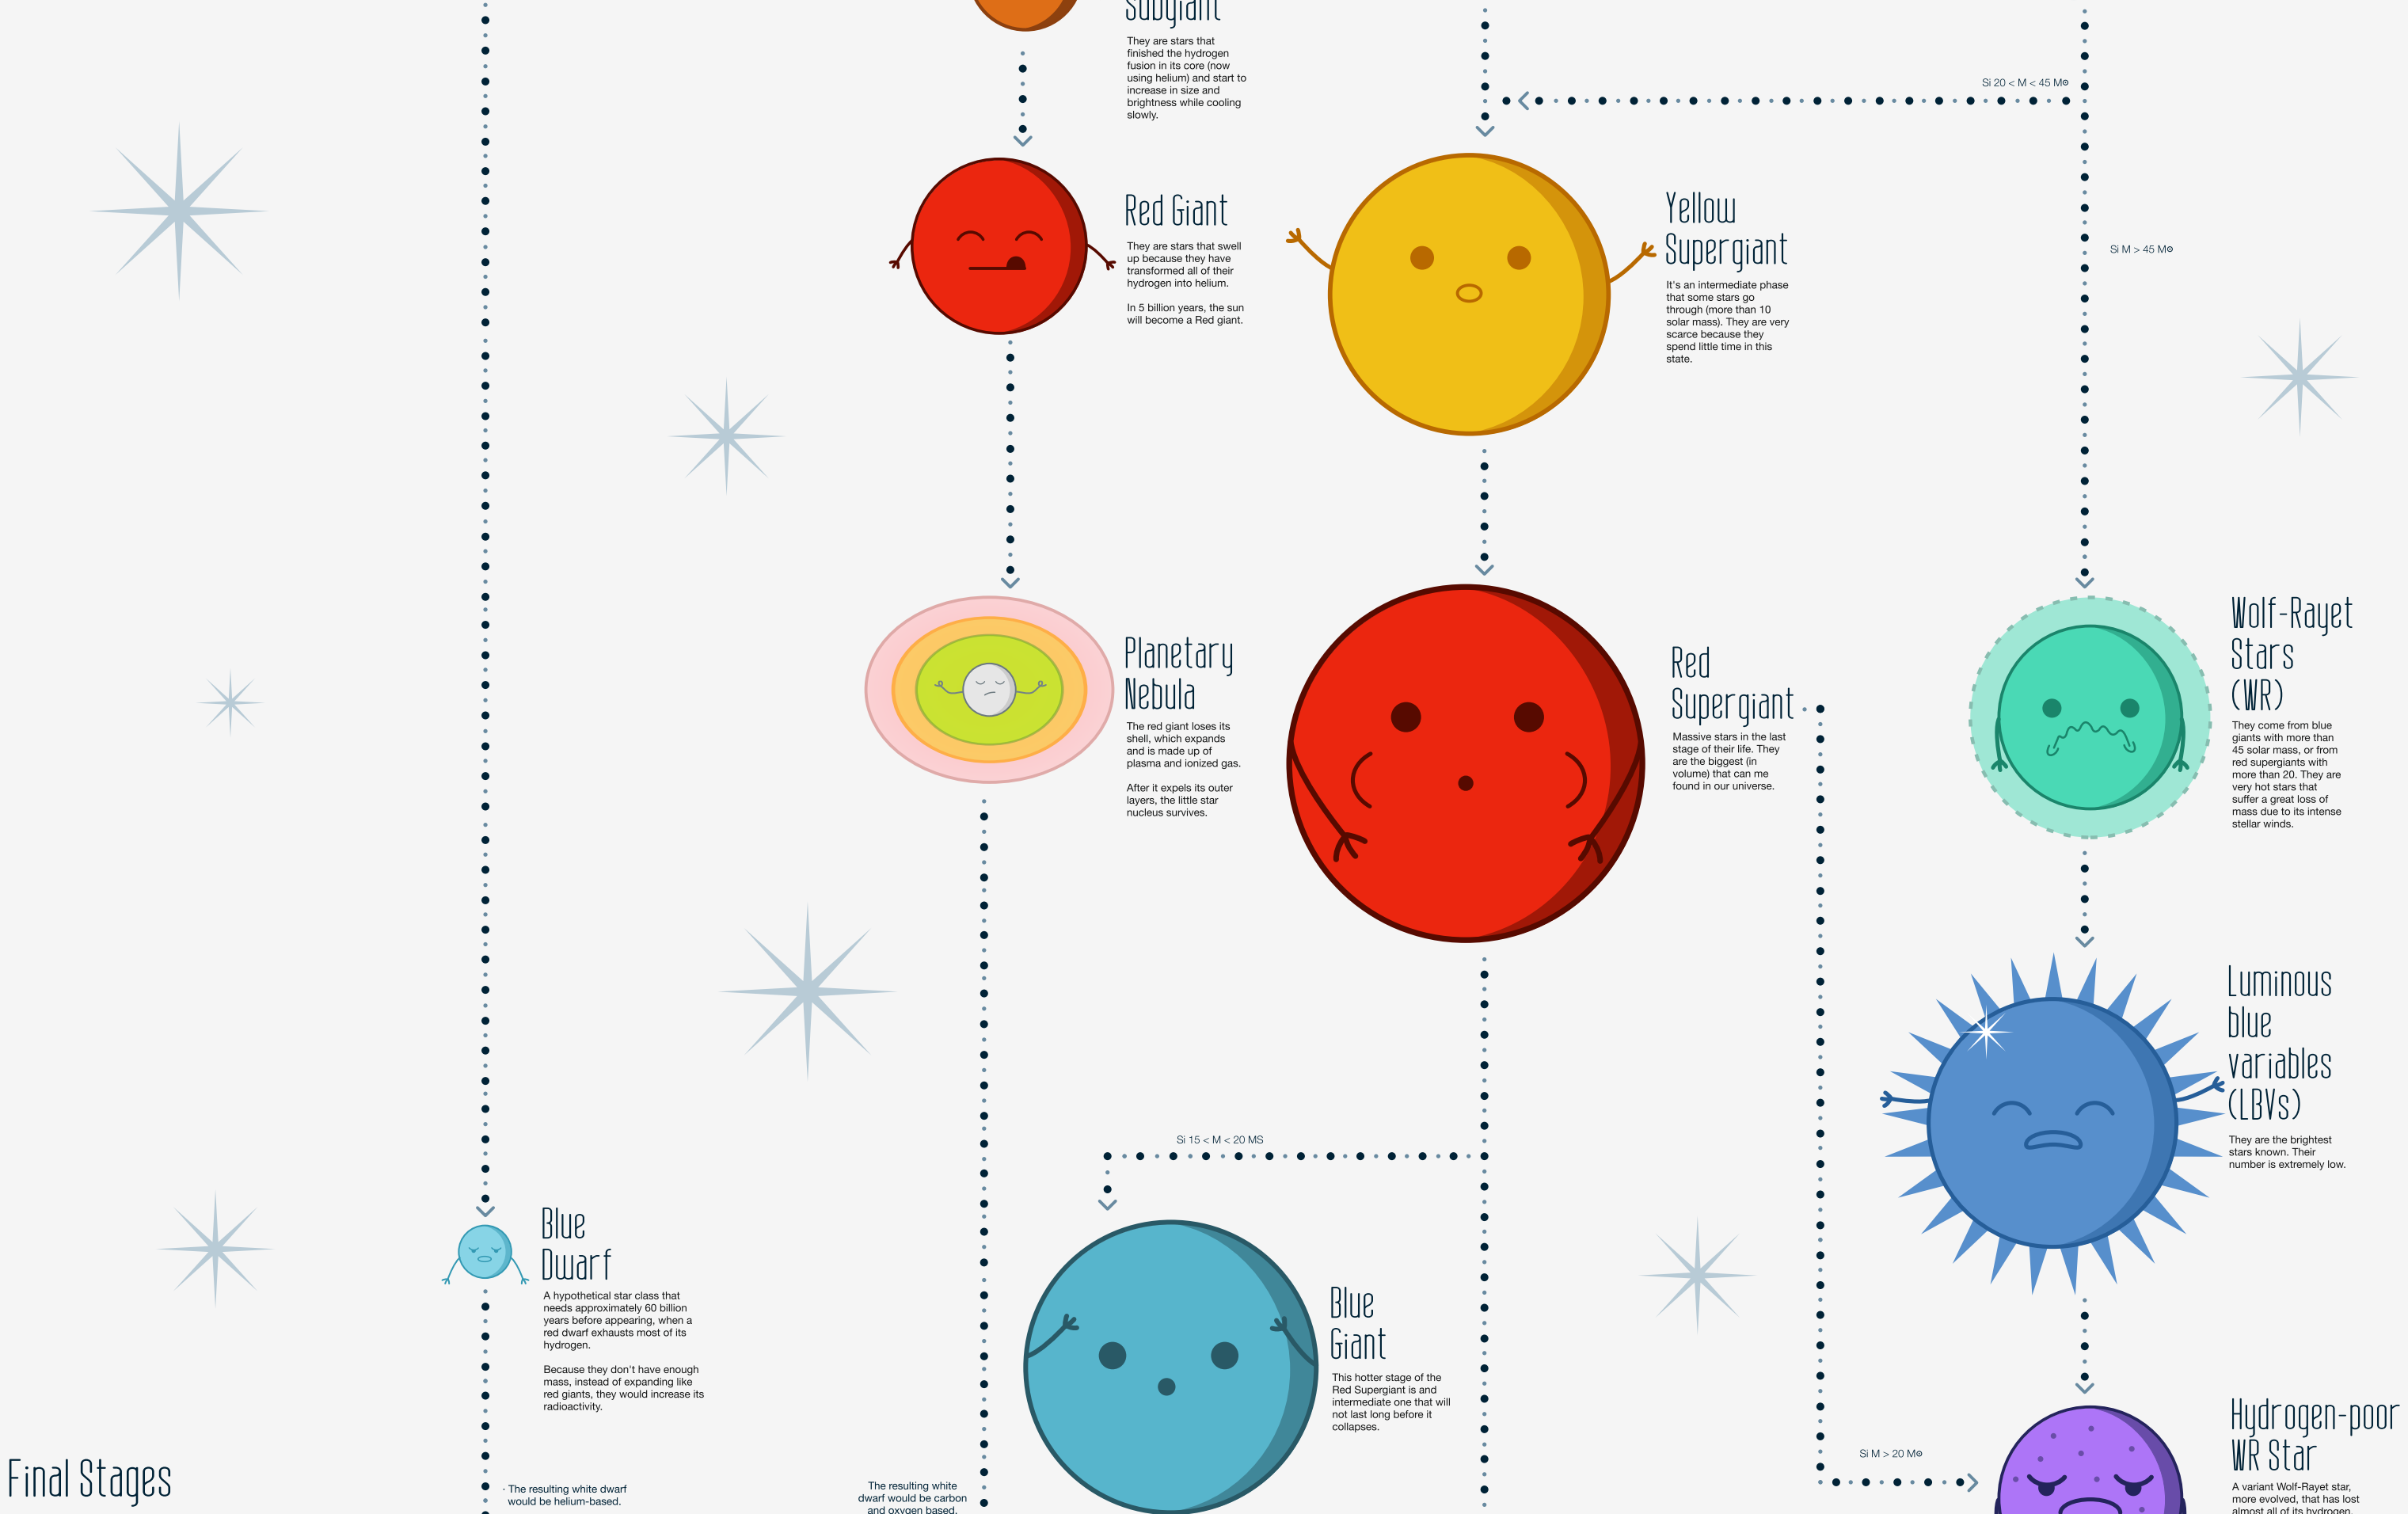 Subgiant
They are stars that
finished the hydrogen
fusion in its core (now
using helium) and start to
increase in size and
brightness while cooling
slowly.
Si 20 < M < 45 M⊙
Red Giant
They are stars that swell
up because they have
transformed all of their
hydrogen into helium.
In 5 billion years, the sun
will become a Red giant.
Yellow
Supergiant
It's an intermediate phase
that some stars go
through (more than 10
solar mass). They are very
scarce because they
spend little time in this
state.
Si M > 45 M⊙
Planetary
Nebula
The red giant loses its
shell, which expands
and is made up of
plasma and ionized gas.
After it expels its outer
layers, the little star
nucleus survives.
Red
Supergiant
Massive stars in the last
stage of their life. They
are the biggest (in
volume) that can me
found in our universe.
Wolf-Rayet
Stars
(WR)
They come from blue
giants with more than
45 solar mass, or from
red supergiants with
more than 20. They are
very hot stars that
suffer a great loss of
mass due to its intense
stellar winds.
Luminous
blue
variables
(LBVs)
They are the brightest
stars known. Their
number is extremely low.
Si 15 < M < 20 MS
Blue
Dwarf
A hypothetical star class that
needs approximately 60 billion
years before appearing, when a
red dwarf exhausts most of its
hydrogen.
Because they don't have enough
mass, instead of expanding like
red giants, they would increase its
radioactivity.
Blue
Giant
This hotter stage of the
Red Supergiant is and
intermediate one that will
not last long before it
collapses.
Si M > 20 M⊙
Hydrogen-poor
WR Star
A variant Wolf-Rayet star,
more evolved, that has lost
almost all of its hydrogen.
Final Stages
· The resulting white dwarf
would be helium-based.
The resulting white
dwarf would be carbon
and oxygen based.